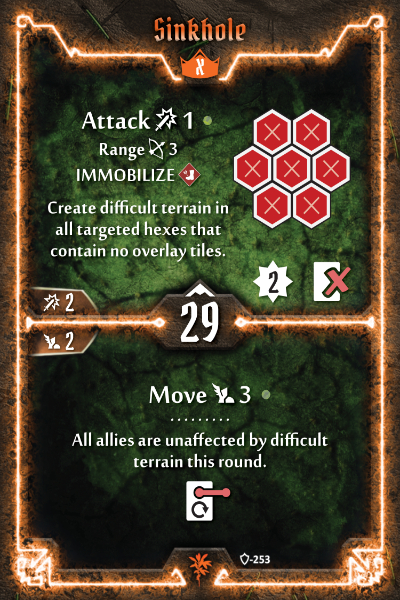 Sinkhole
X
Attack 1
Range 3
IMMOBILIZE
Create difficult terrain in
all targeted hexes that
contain no overlay tiles.
2
2
29
2
Move 3
All allies are unaffected by difficult
terrain this round.
-253